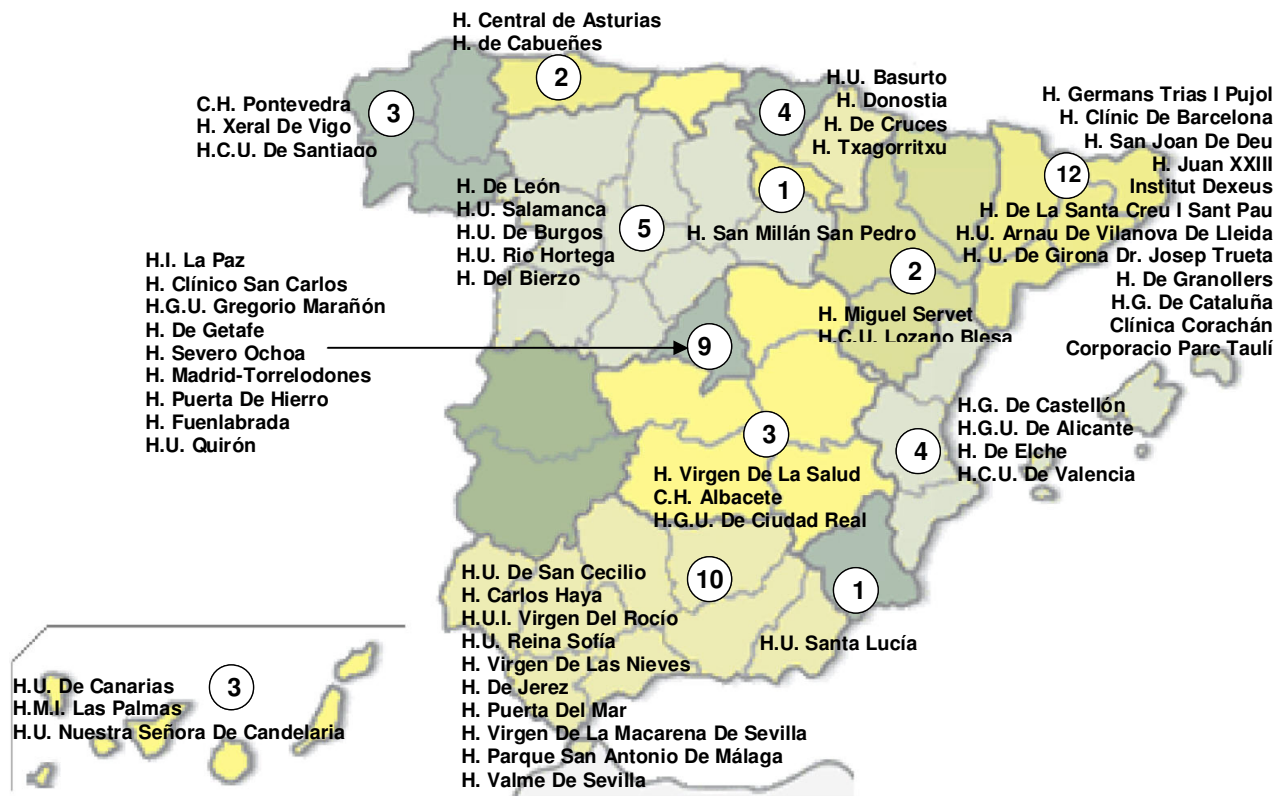 H. Central de Asturias
H. de Cabueñes
2
C.H. Pontevedra
H. Xeral De Vigo
H.C.U. De Santiago
3
H.U. Basurto
H. Donostia
H. De Cruces
H. Txagorritxu
4
H. Germans Trias I Pujol
H. Clínic De Barcelona
H. San Joan De Deu
H. Juan XXIII
Institut Dexeus
H. De La Santa Creu I Sant Pau
H.U. Arnau De Vilanova De Lleida
H. U. De Girona Dr. Josep Trueta
H. De Granollers
H.G. De Cataluña
Clínica Corachán
Corporacio Parc Taulí
12
1
H. San Millán San Pedro
H. De León
H.U. Salamanca
H.U. De Burgos
H.U. Rio Hortega
H. Del Bierzo
5
2
H. Miguel Servet
H.C.U. Lozano Blesa
H.I. La Paz
H. Clínico San Carlos
H.G.U. Gregorio Marañón
H. De Getafe
H. Severo Ochoa
H. Madrid-Torrelodones
H. Puerta De Hierro
H. Fuenlabrada
H.U. Quirón
9
3
H. Virgen De La Salud
C.H. Albacete
H.G.U. De Ciudad Real
H.G. De Castellón
H.G.U. De Alicante
H. De Elche
H.C.U. De Valencia
4
H.U. De San Cecilio
H. Carlos Haya
H.U.I. Virgen Del Rocío
H.U. Reina Sofía
H. Virgen De Las Nieves
H. De Jerez
H. Puerta Del Mar
H. Virgen De La Macarena De Sevilla
H. Parque San Antonio De Málaga
H. Valme De Sevilla
10
1
H.U. Santa Lucía
H.U. De Canarias
H.M.I. Las Palmas
H.U. Nuestra Señora De Candelaria
3